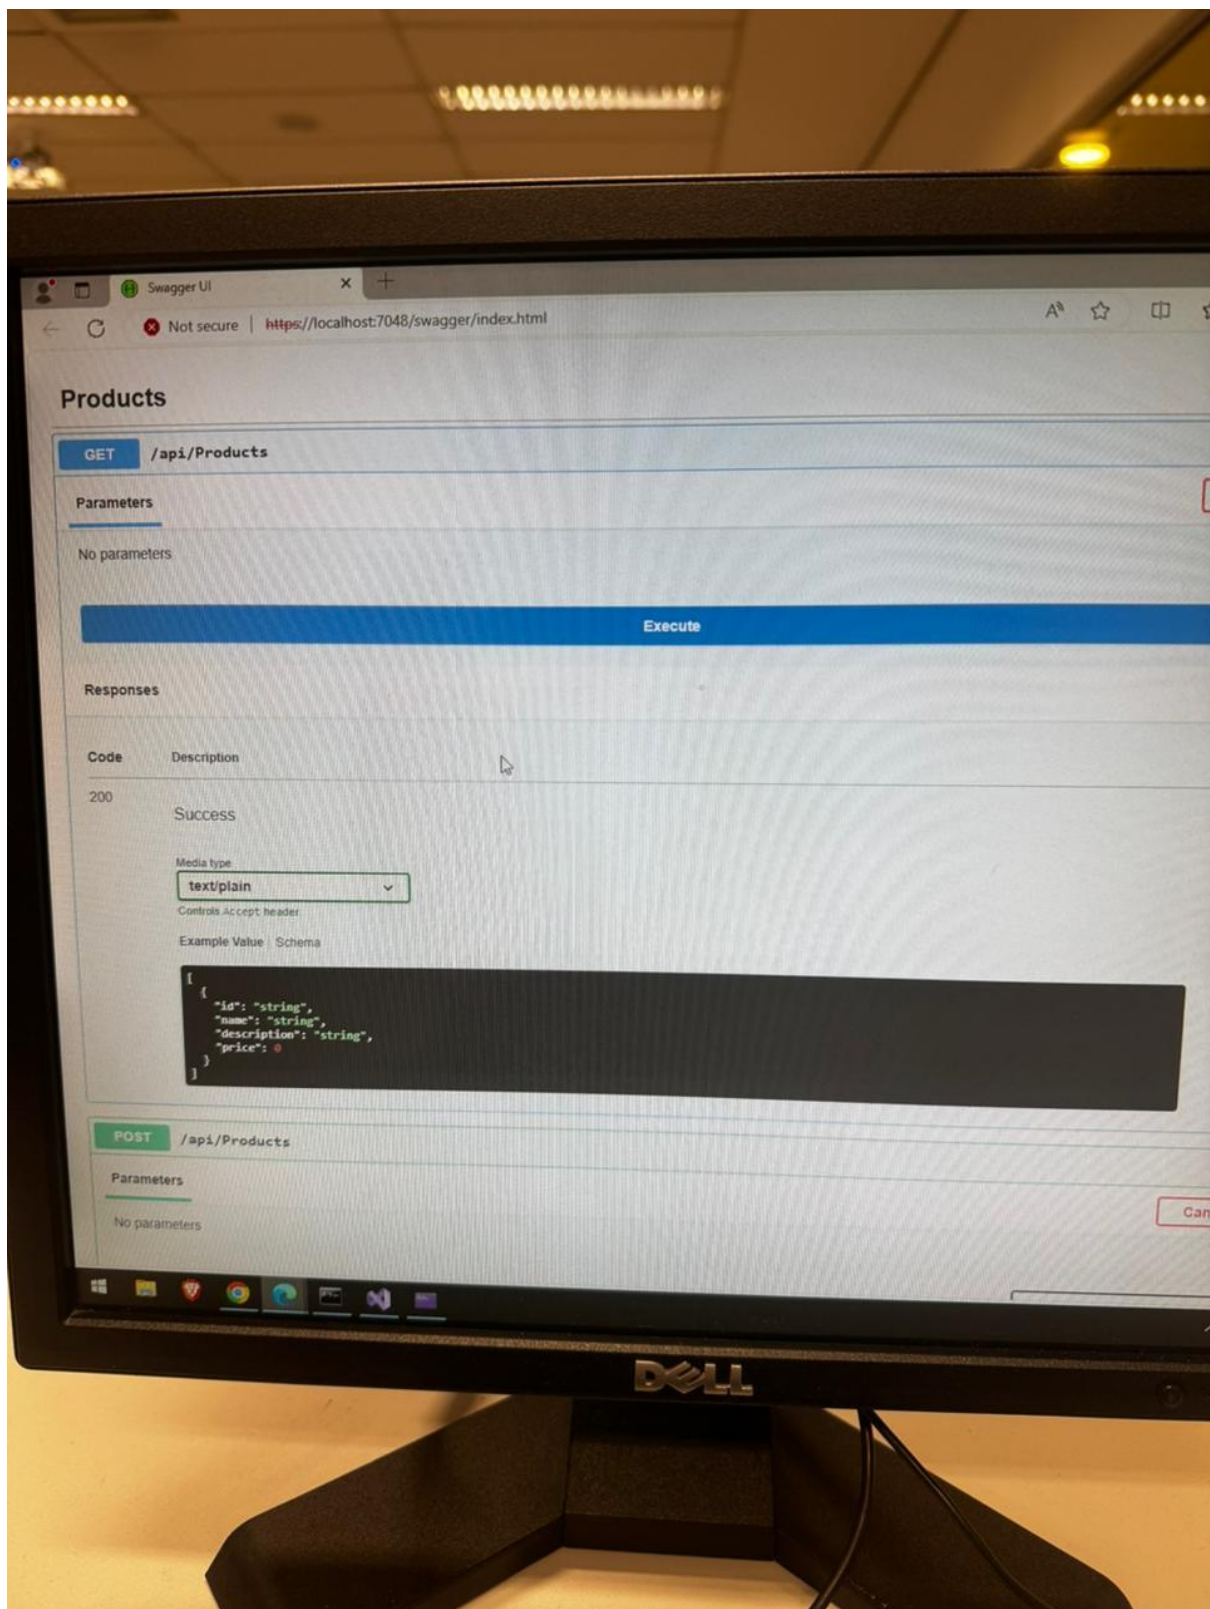 Swagger UI
Not secure | https://localhost:7048/swagger/index.html
Products
GET /api/Products
Parameters
No parameters
Execute
Responses
Code Description
200
Success
Media type
text/plain
Controls Accept header.
Example Value | Schema
[
{
"id": "string",
"name": "string",
"description": "string",
"price": 0
}
]
POST /api/Products
Parameters
Can
No parameters
DELL